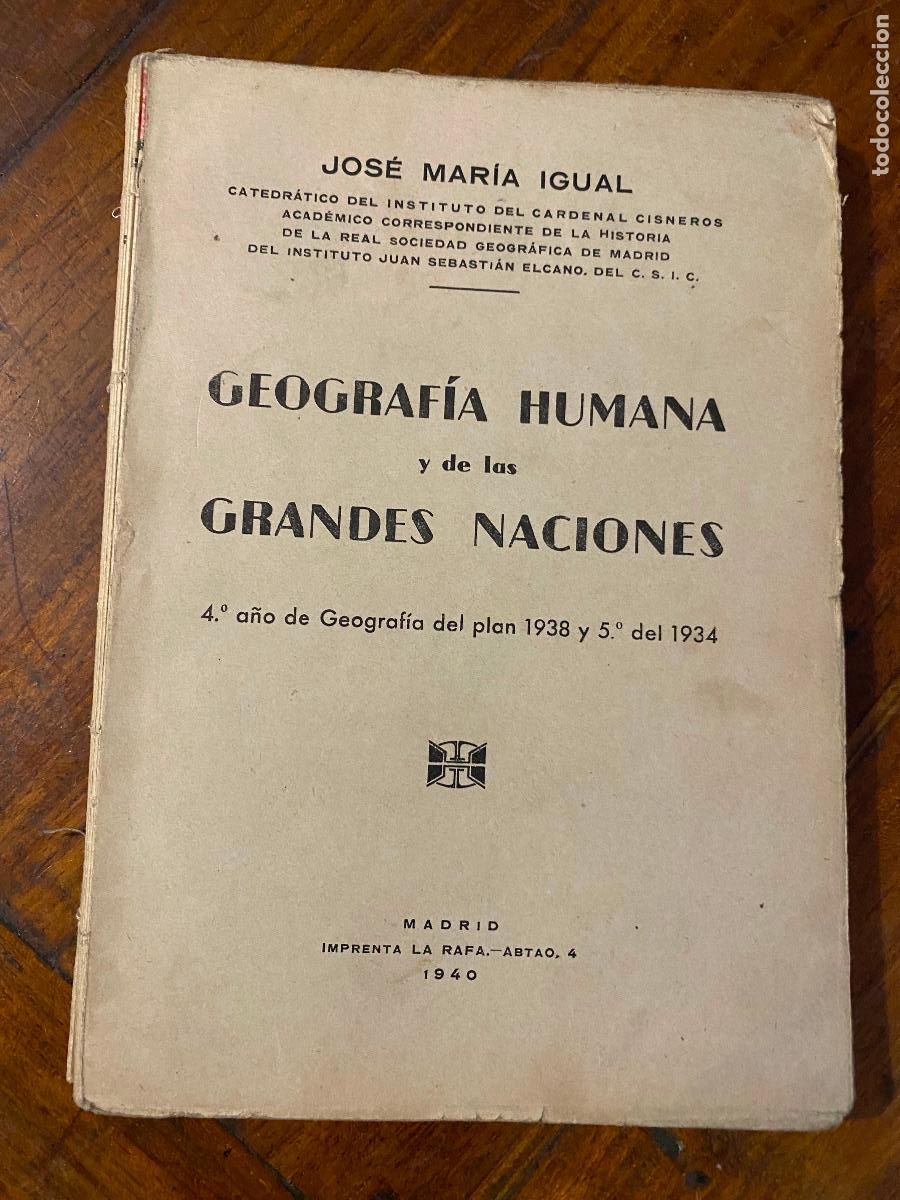 JOSÉ MARÍA IGUAL
CATEDRÁTICO DEL INSTITUTO DEL CARDENAL CISNEROS
ACADÉMICO CORRESPONDIENTE DE LA HISTORIA
DE LA REAL SOCIEDAD GEOGRÁFICA DE MADRID
DEL INSTITUTO JUAN SEBASTIÁN ELCANO, DEL C. S. I. C.
GEOGRAFÍA HUMANA
y de las
GRANDES NACIONES
4.º año de Geografía del plan 1938 y 5.º del 1934
MADRID
IMPRENTA LA RAFA.—ABTAO, 4
1940
todocoleccion